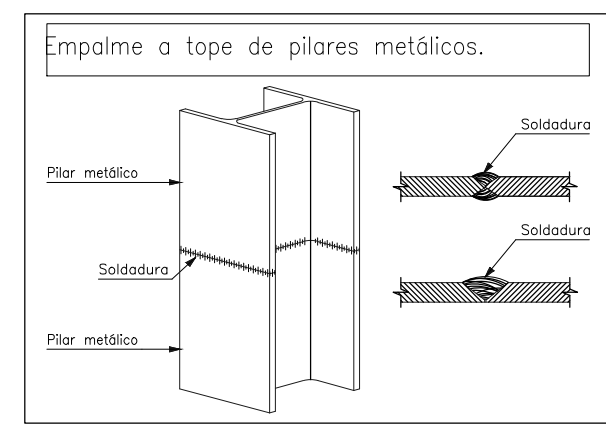 Empalme a tope de pilares metálicos.
Soldadura
Pilar metálico
Soldadura
Soldadura
Pilar metálico